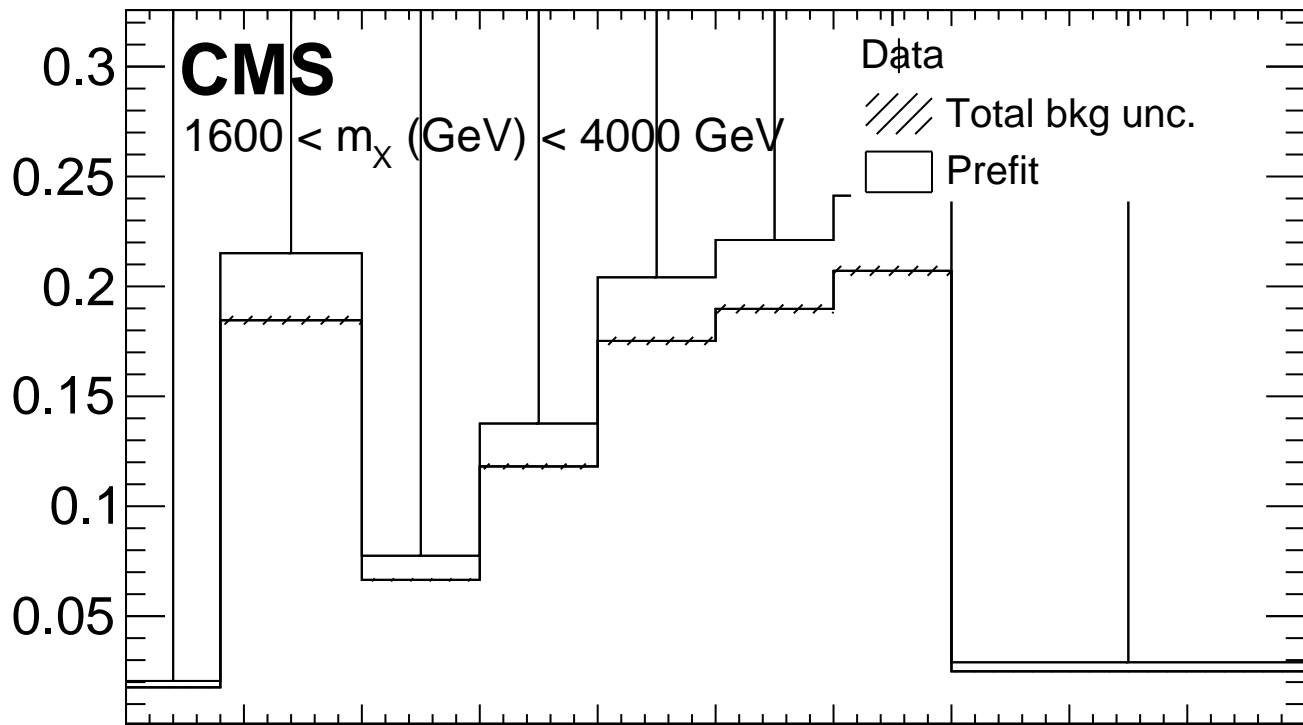 CMS
1600 < m_X (GeV) < 4000 GeV
Data
Total bkg unc.
Prefit
0.3
0.25
0.2
0.15
0.1
0.05